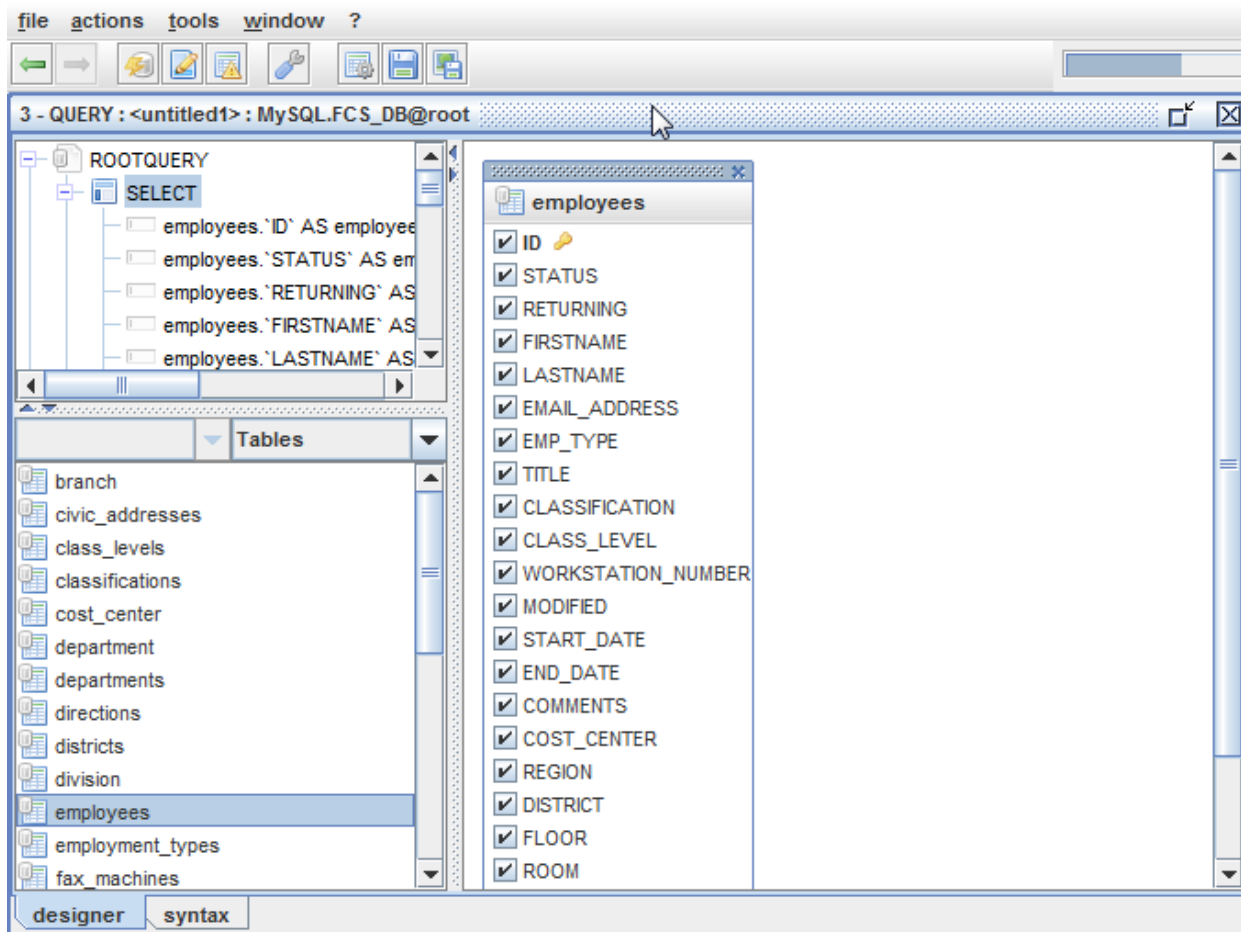 file actions tools window ?
3 - QUERY : <untitled1> : MySQL.FCS_DB@root
ROOTQUERY
SELECT
employees.`ID` AS employee
employees.`STATUS` AS em
employees.`RETURNING` AS
employees.`FIRSTNAME` AS
employees.`LASTNAME` AS
Tables
branch
civic_addresses
class_levels
classifications
cost_center
department
departments
directions
districts
division
employees
employment_types
fax_machines
employees
ID
STATUS
RETURNING
FIRSTNAME
LASTNAME
EMAIL_ADDRESS
EMP_TYPE
TITLE
CLASSIFICATION
CLASS_LEVEL
WORKSTATION_NUMBER
MODIFIED
START_DATE
END_DATE
COMMENTS
COST_CENTER
REGION
DISTRICT
FLOOR
ROOM
designer syntax